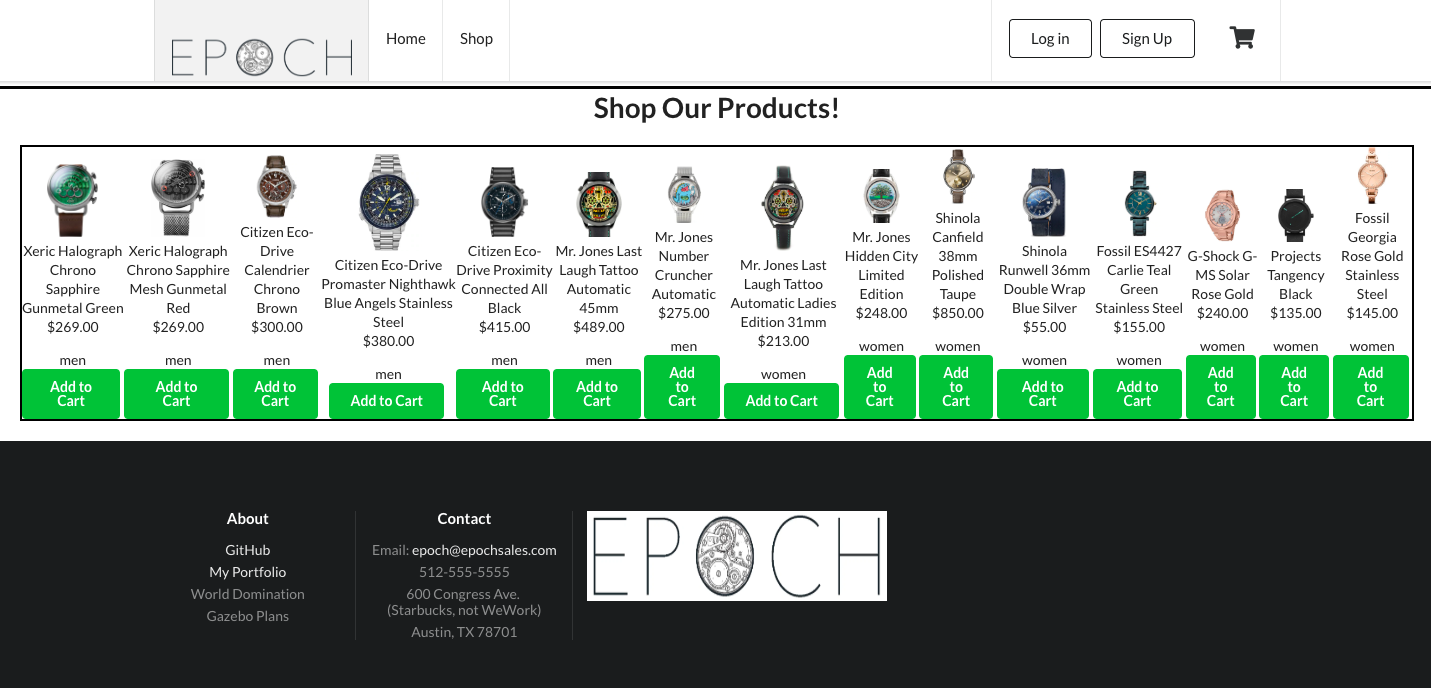 EPOCH
Home
Shop
Log in
Sign Up
Shop Our Products!
Xeric Halograph
Chrono
Sapphire
Gunmetal Green
$269.00
men
Add to
Cart
Xeric Halograph
Chrono Sapphire
Mesh Gunmetal
Red
$269.00
men
Add to
Cart
Citizen Eco-
Drive
Calendrier
Chrono
Brown
$300.00
men
Add to
Cart
Citizen Eco-Drive
Promaster Nighthawk
Blue Angels Stainless
Steel
$380.00
men
Add to Cart
Citizen Eco-
Drive Proximity
Connected All
Black
$415.00
men
Add to
Cart
Mr. Jones Last
Laugh Tattoo
Automatic
45mm
$489.00
men
Add to
Cart
Mr. Jones
Number
Cruncher
Automatic
$275.00
men
Add
to
Cart
Mr. Jones Last
Laugh Tattoo
Automatic Ladies
Edition 31mm
$213.00
women
Add to Cart
Mr. Jones
Hidden City
Limited
Edition
$248.00
women
Add
to
Cart
Shinola
Canfield
38mm
Polished
Taupe
$850.00
women
Add
to
Cart
Shinola
Runwell 36mm
Double Wrap
Blue Silver
$55.00
women
Add to
Cart
Fossil ES4427
Carlie Teal
Green
Stainless Steel
$155.00
women
Add to
Cart
G-Shock G-
MS Solar
Rose Gold
$240.00
women
Add
to
Cart
Projects
Tangency
Black
$135.00
women
Add
to
Cart
Fossil
Georgia
Rose Gold
Stainless
Steel
$145.00
women
Add
to
Cart
About
GitHub
My Portfolio
World Domination
Gazebo Plans
Contact
Email: epoch@epochsales.com
512-555-5555
600 Congress Ave.
(Starbucks, not WeWork)
Austin, TX 78701
EPOCH